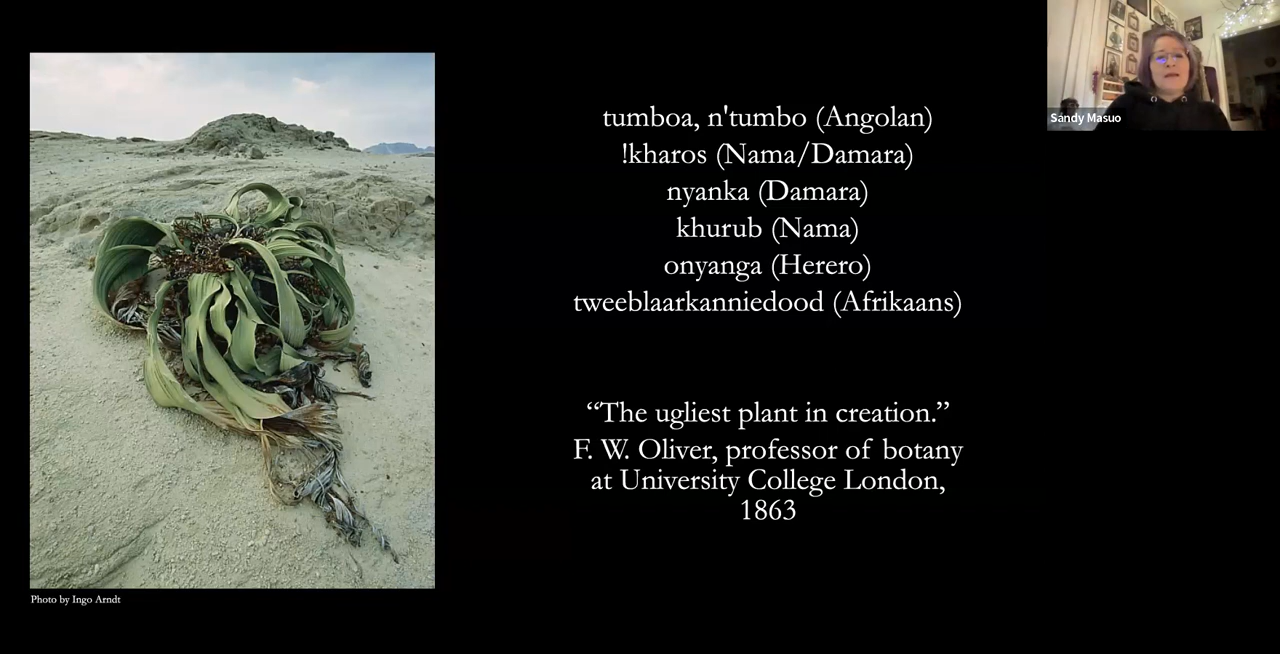 tumboa, n'tumbo (Angolan)
!kharos (Nama/Damara)
nyanka (Damara)
khurub (Nama)
onyanga (Herero)
tweeblaarkanniedood (Afrikaans)
“The ugliest plant in creation.”
F. W. Oliver, professor of botany
at University College London,
1863
Photo by Ingo Arndt
Sandy Masuo